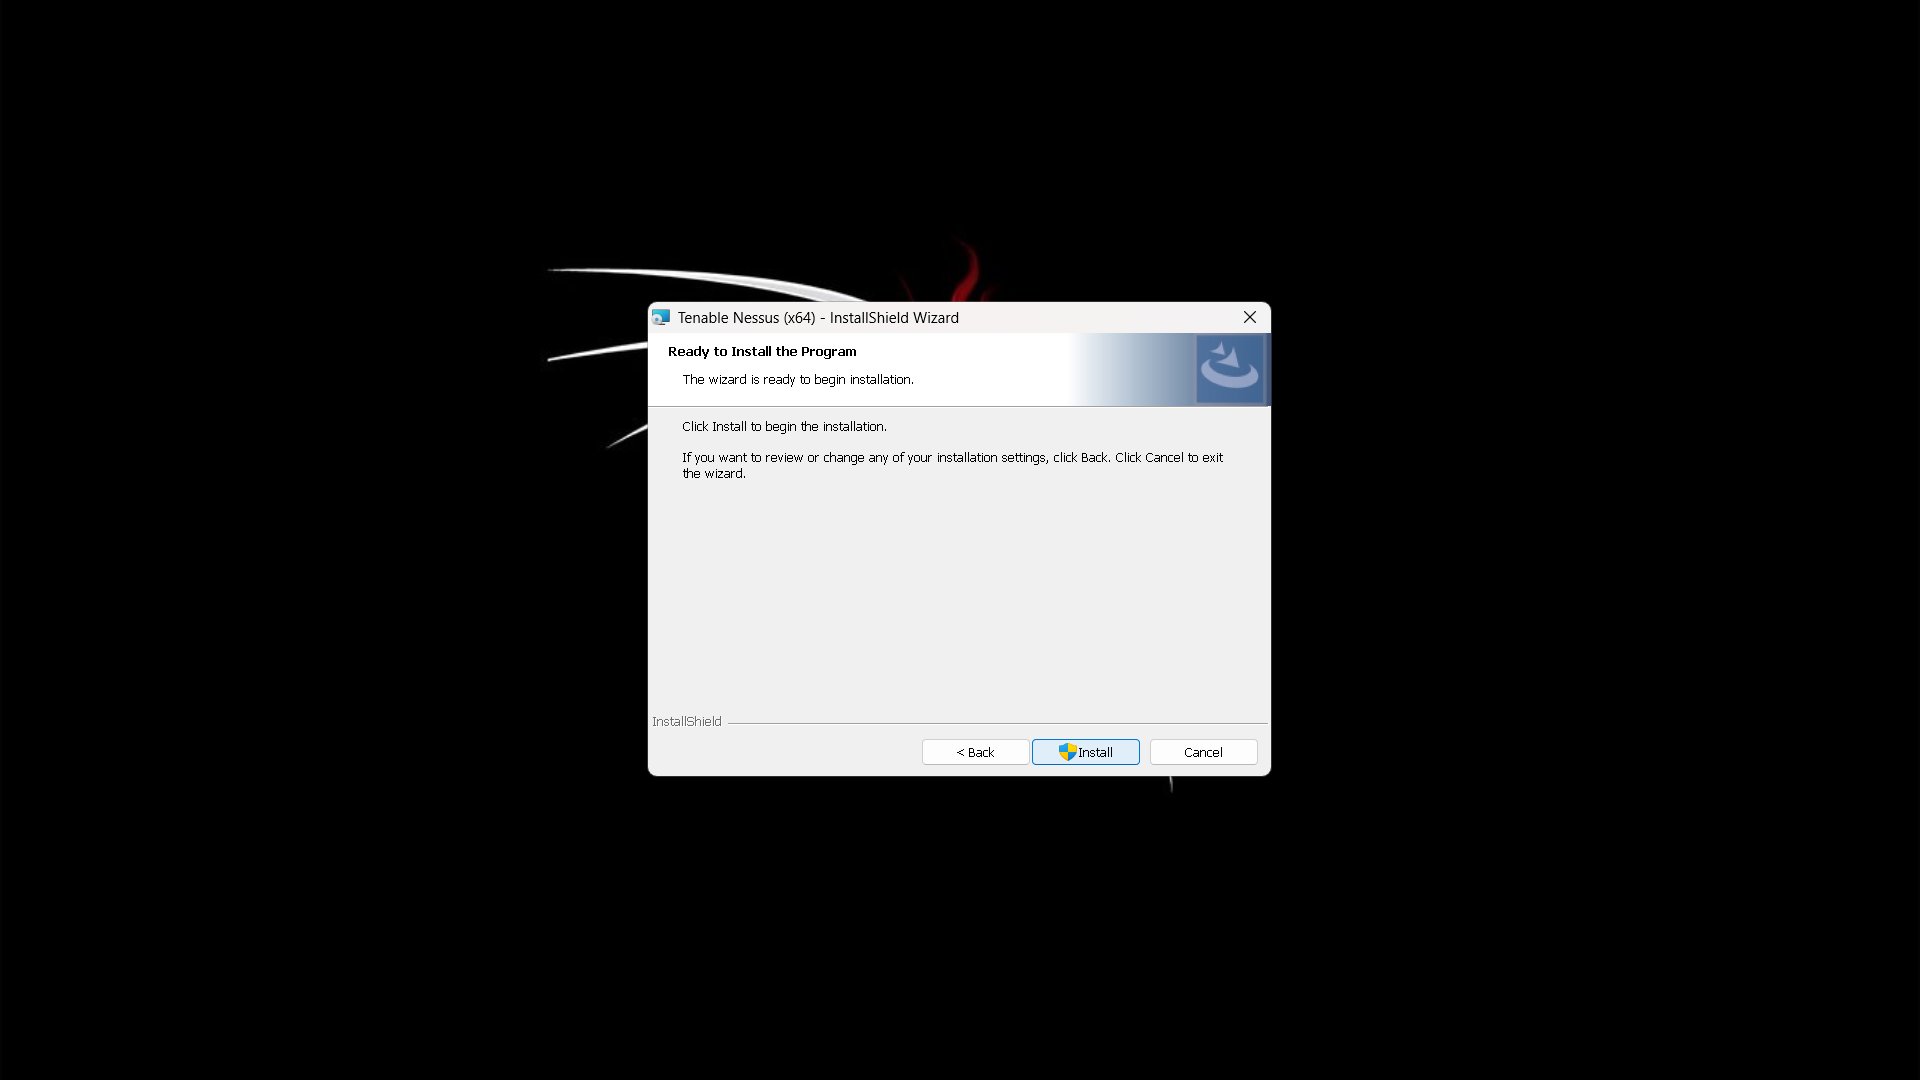 Tenable Nessus (x64) - InstallShield Wizard
Ready to Install the Program
The wizard is ready to begin installation.
Click Install to begin the installation.
If you want to review or change any of your installation settings, click Back. Click Cancel to exit
the wizard.
InstallShield
< Back
Install
Cancel